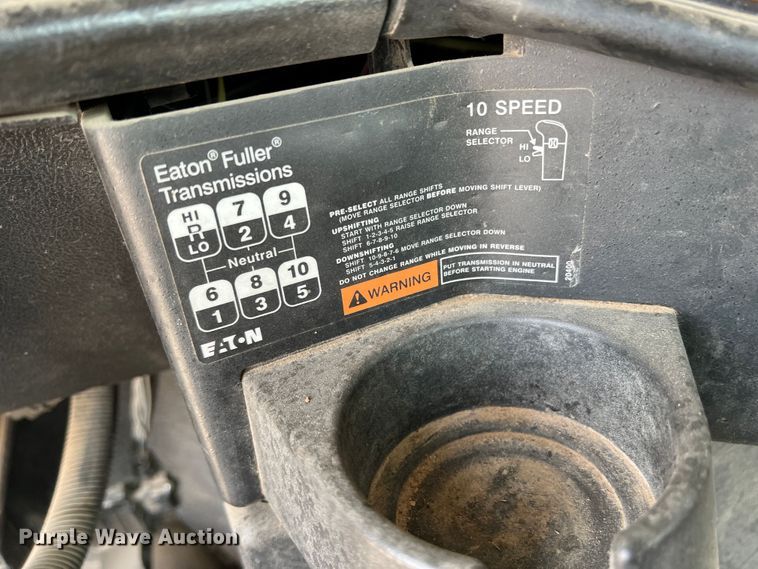 Eaton® Fuller®
Transmissions
10 SPEED
RANGE
SELECTOR
HI
LO
HI
R
LO
7
2
9
4
Neutral
6
1
8
3
10
5
EATON
PRE-SELECT ALL RANGE SHIFTS
(MOVE RANGE SELECTOR BEFORE MOVING SHIFT LEVER)
UPSHIFTING
START WITH RANGE SELECTOR DOWN
SHIFT 1-2-3-4-5 RAISE RANGE SELECTOR
SHIFT 6-7-8-9-10
DOWNSHIFTING
SHIFT 10-9-8-7-6 MOVE RANGE SELECTOR DOWN
SHIFT 5-4-3-2-1
DO NOT CHANGE RANGE WHILE MOVING IN REVERSE
WARNING
PUT TRANSMISSION IN NEUTRAL
BEFORE STARTING ENGINE
20400
Purple Wave Auction